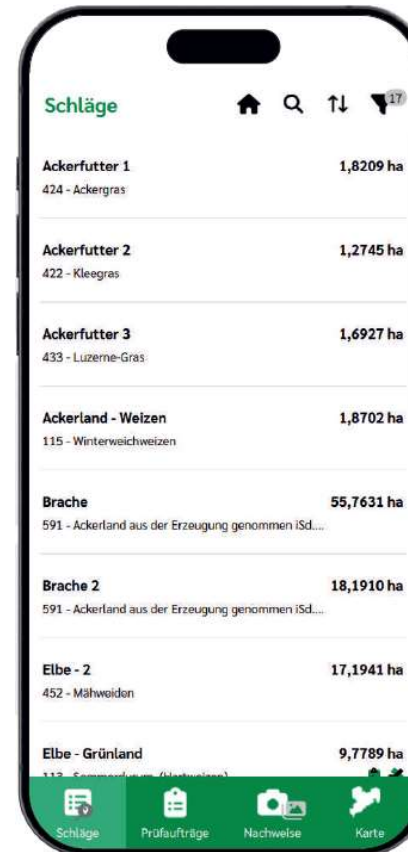 Schläge
17
Ackerfutter 1 1,8209 ha
424 - Ackergras
Ackerfutter 2 1,2745 ha
422 - Kleegras
Ackerfutter 3 1,6927 ha
433 - Luzerne-Gras
Ackerland - Weizen 1,8702 ha
115 - Winterweichweizen
Brache 55,7631 ha
591 - Ackerland aus der Erzeugung genommen iSd....
Brache 2 18,1910 ha
591 - Ackerland aus der Erzeugung genommen iSd....
Elbe - 2 17,1941 ha
452 - Mähweiden
Elbe - Grünland 9,7789 ha
113 - Sommerdurum (Hartweizen)
Schläge Prüfaufträge Nachweise Karte